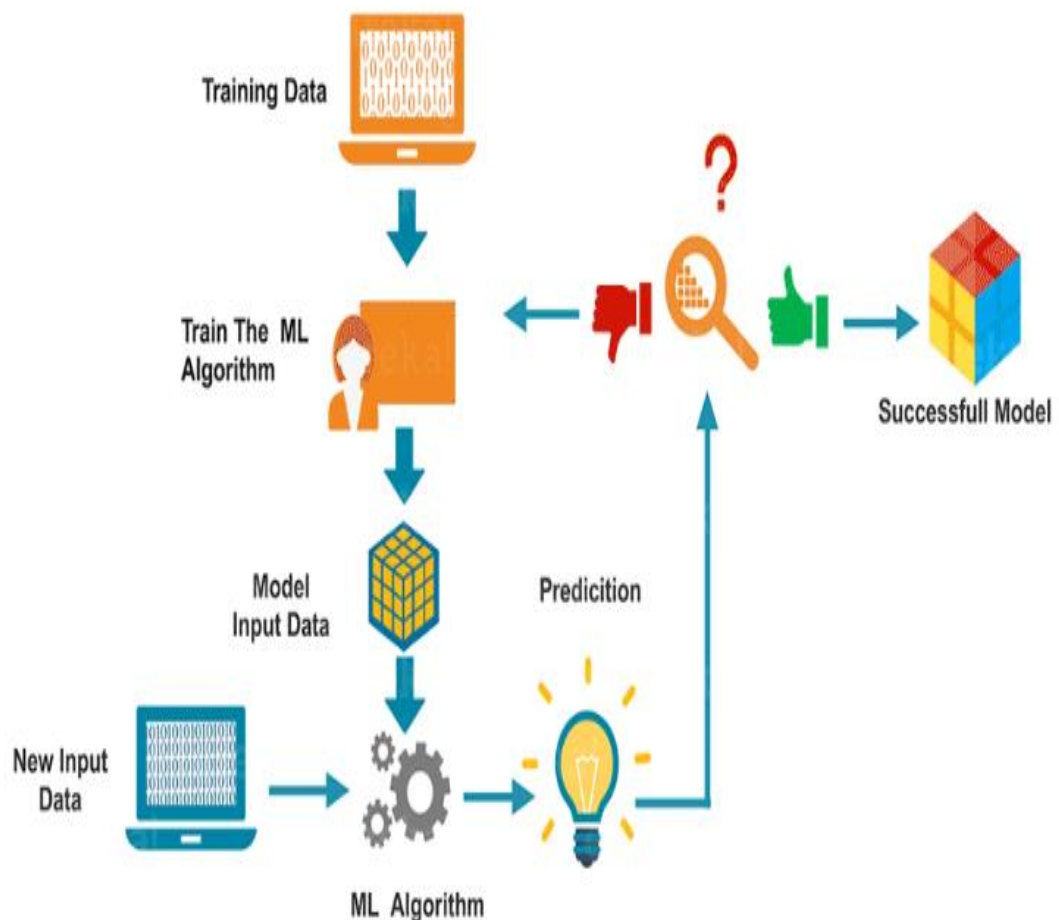 Training Data
Train The ML
Algorithm
Model
Input Data
New Input
Data
ML Algorithm
Predicition
?
Successfull Model